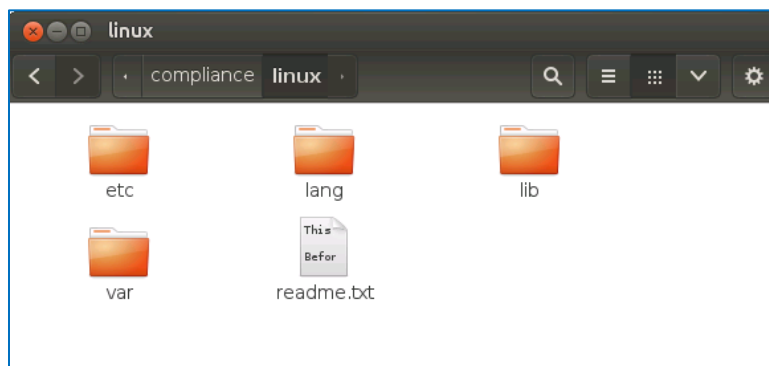 linux
compliance linux
etc lang lib
This
Befor
var readme.txt